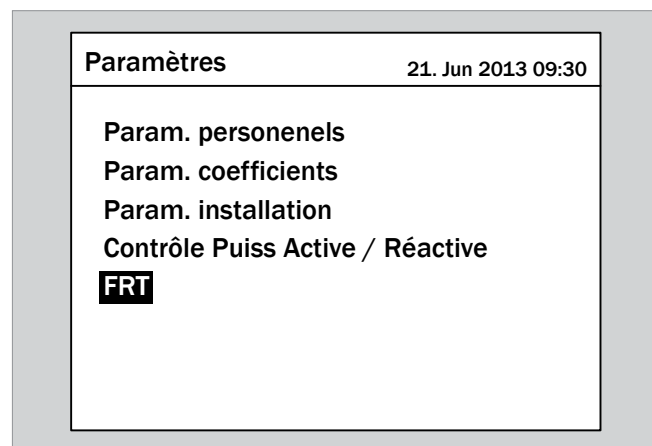 Paramètres
21. Jun 2013 09:30
Param. personenels
Param. coefficients
Param. installation
Contrôle Puiss Active / Réactive
FRT